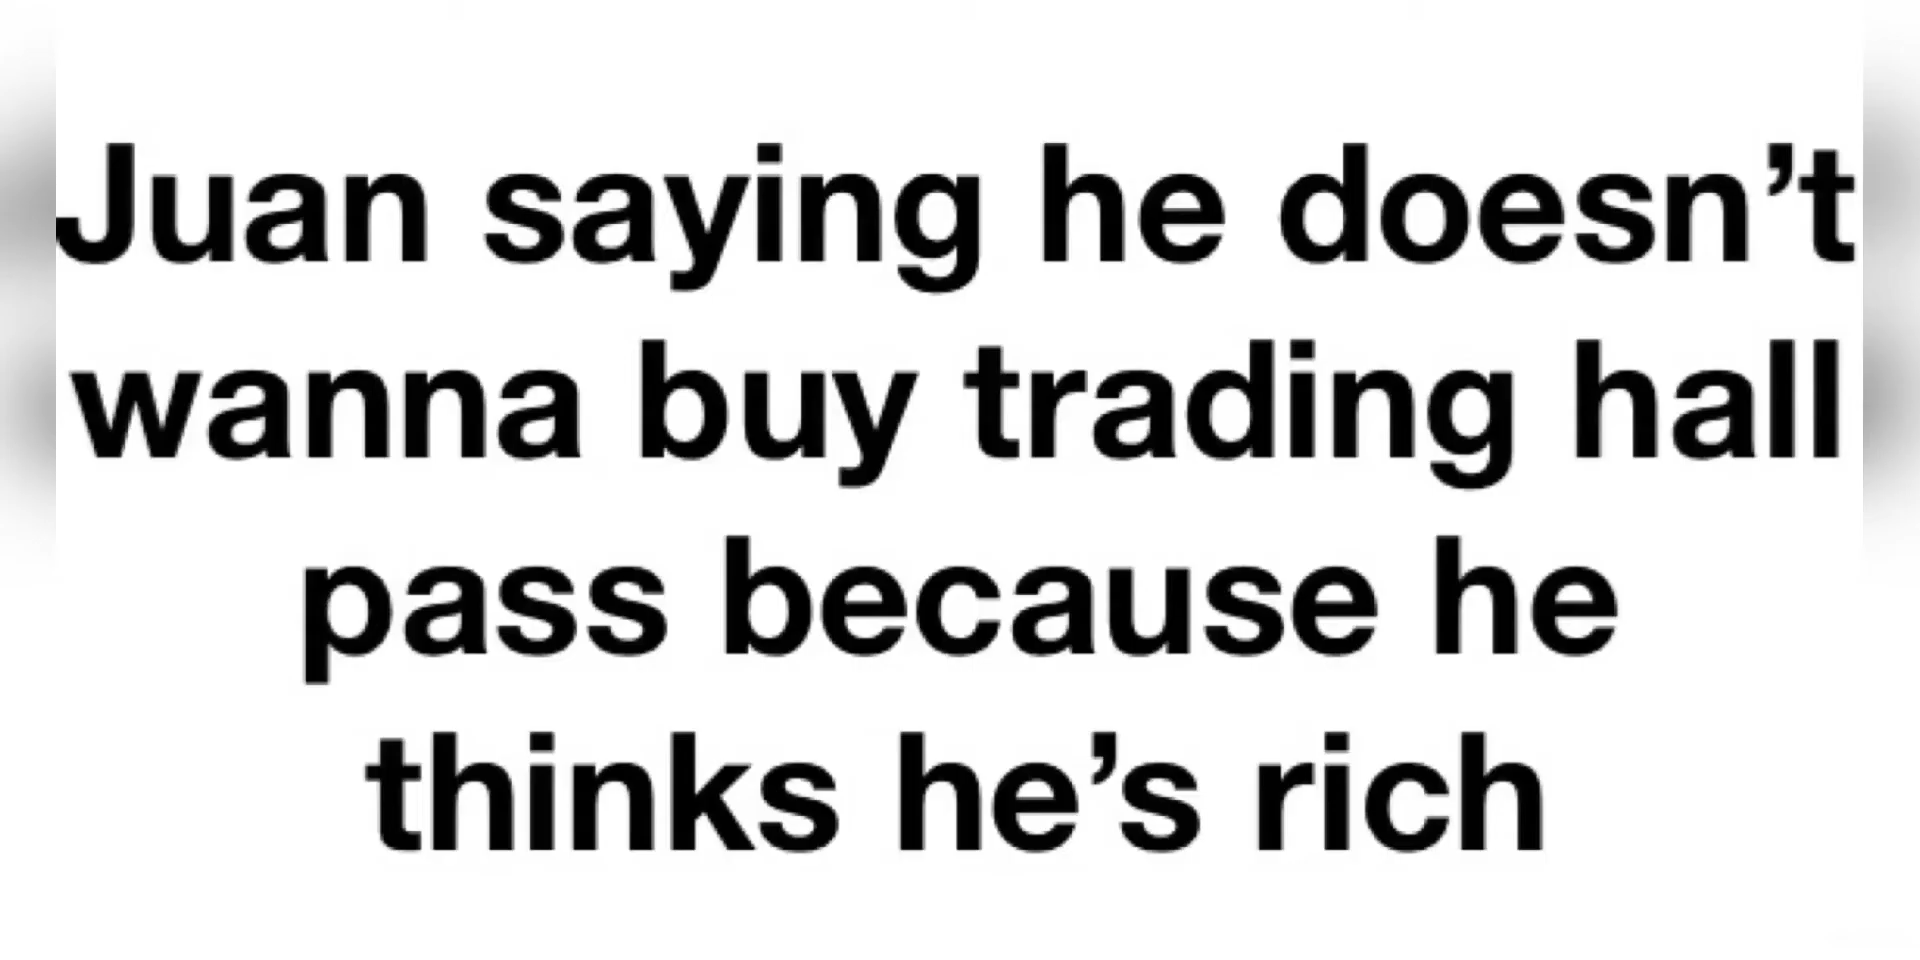 Juan saying he doesn’t
wanna buy trading hall
pass because he
thinks he’s rich